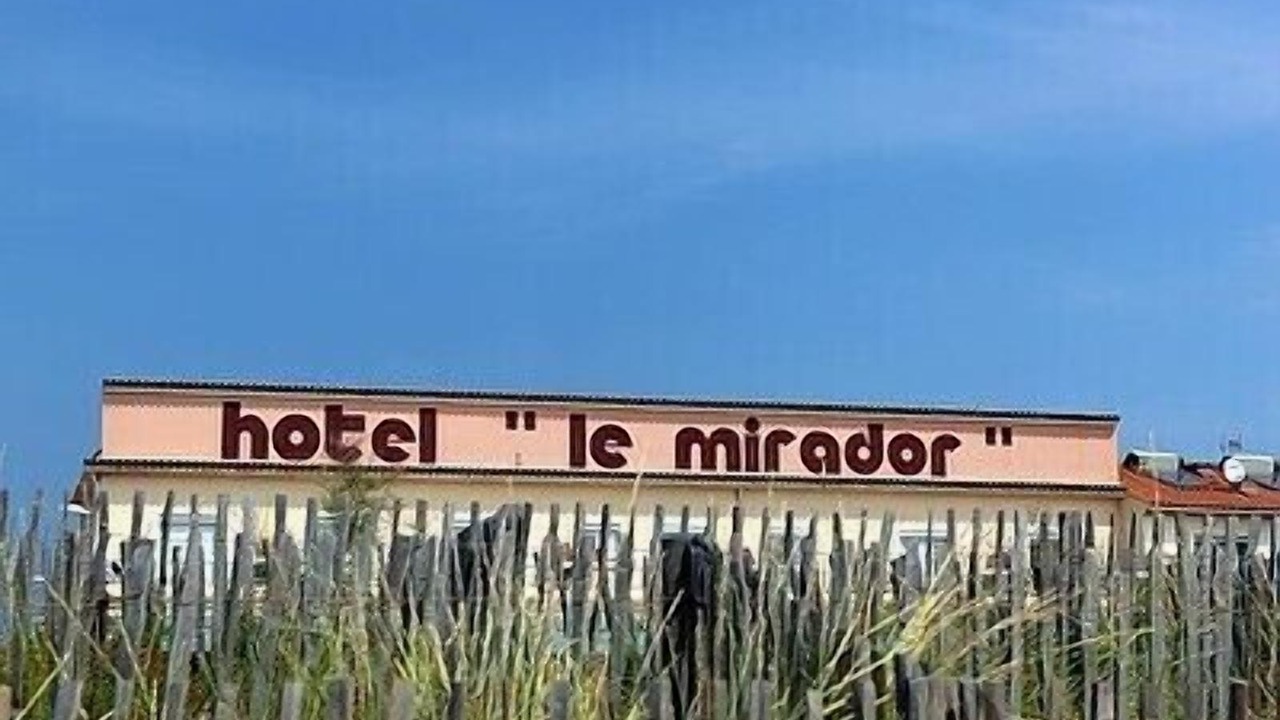 hotel " le mirador "